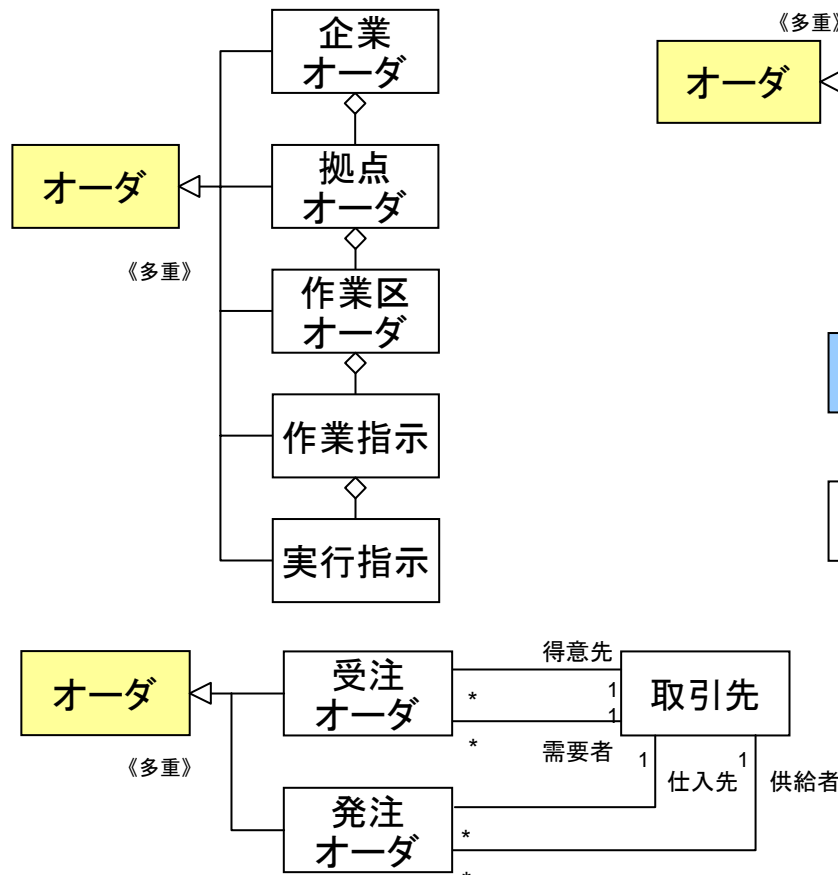 企業
オーダ
拠点
オーダ
オーダ
《多重》
作業区
オーダ
作業指示
実行指示
《多重》
オーダ
オーダ
《多重》
受注
オーダ
得意先
*
1
取引先
*
需要者
1
発注
オーダ
1
仕入先
*
1
供給者
*